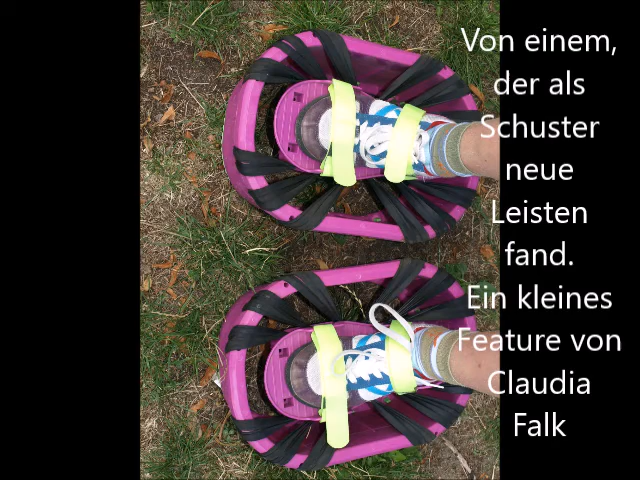 Von einem,
der als
Schuster
neue
Leisten
fand.
Ein kleines
Feature von
Claudia
Falk